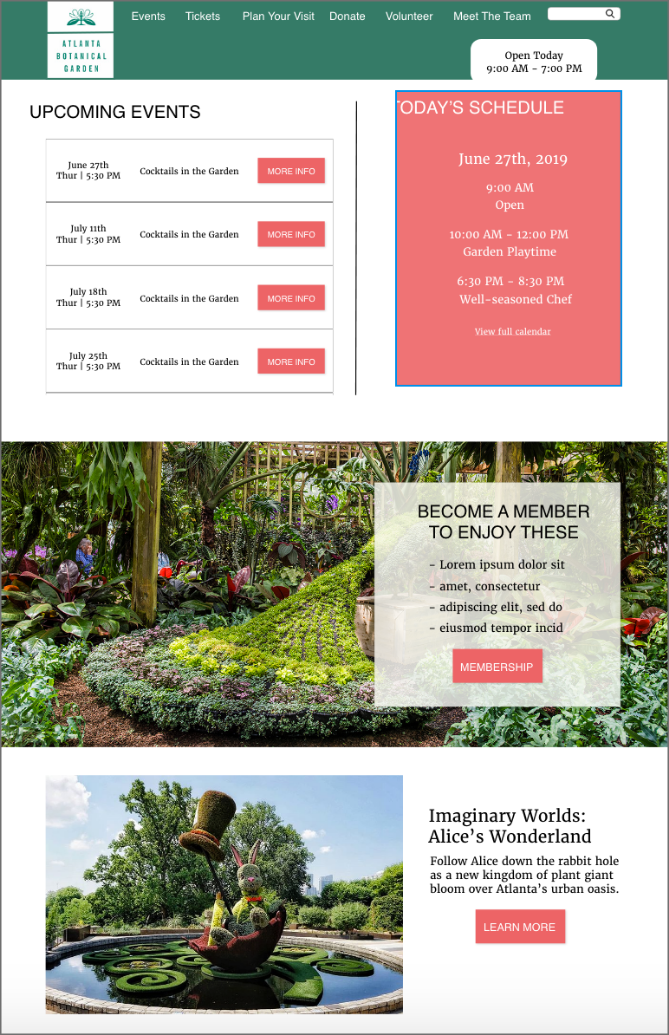 Events Tickets Plan Your Visit Donate Volunteer Meet The Team
ATLANTA
BOTANICAL
GARDEN
Open Today
9:00 AM - 7:00 PM
UPCOMING EVENTS
June 27th
Thur | 5:30 PM
Cocktails in the Garden
MORE INFO
July 11th
Thur | 5:30 PM
Cocktails in the Garden
MORE INFO
July 18th
Thur | 5:30 PM
Cocktails in the Garden
MORE INFO
July 25th
Thur | 5:30 PM
Cocktails in the Garden
MORE INFO
TODAY'S SCHEDULE
June 27th, 2019
9:00 AM
Open
10:00 AM - 12:00 PM
Garden Playtime
6:30 PM - 8:30 PM
Well-seasoned Chef
View full calendar
BECOME A MEMBER
TO ENJOY THESE
- Lorem ipsum dolor sit
- amet, consectetur
- adipiscing elit, sed do
- eiusmod tempor incid
MEMBERSHIP
Imaginary Worlds:
Alice's Wonderland
Follow Alice down the rabbit hole
as a new kingdom of plant giant
bloom over Atlanta's urban oasis.
LEARN MORE